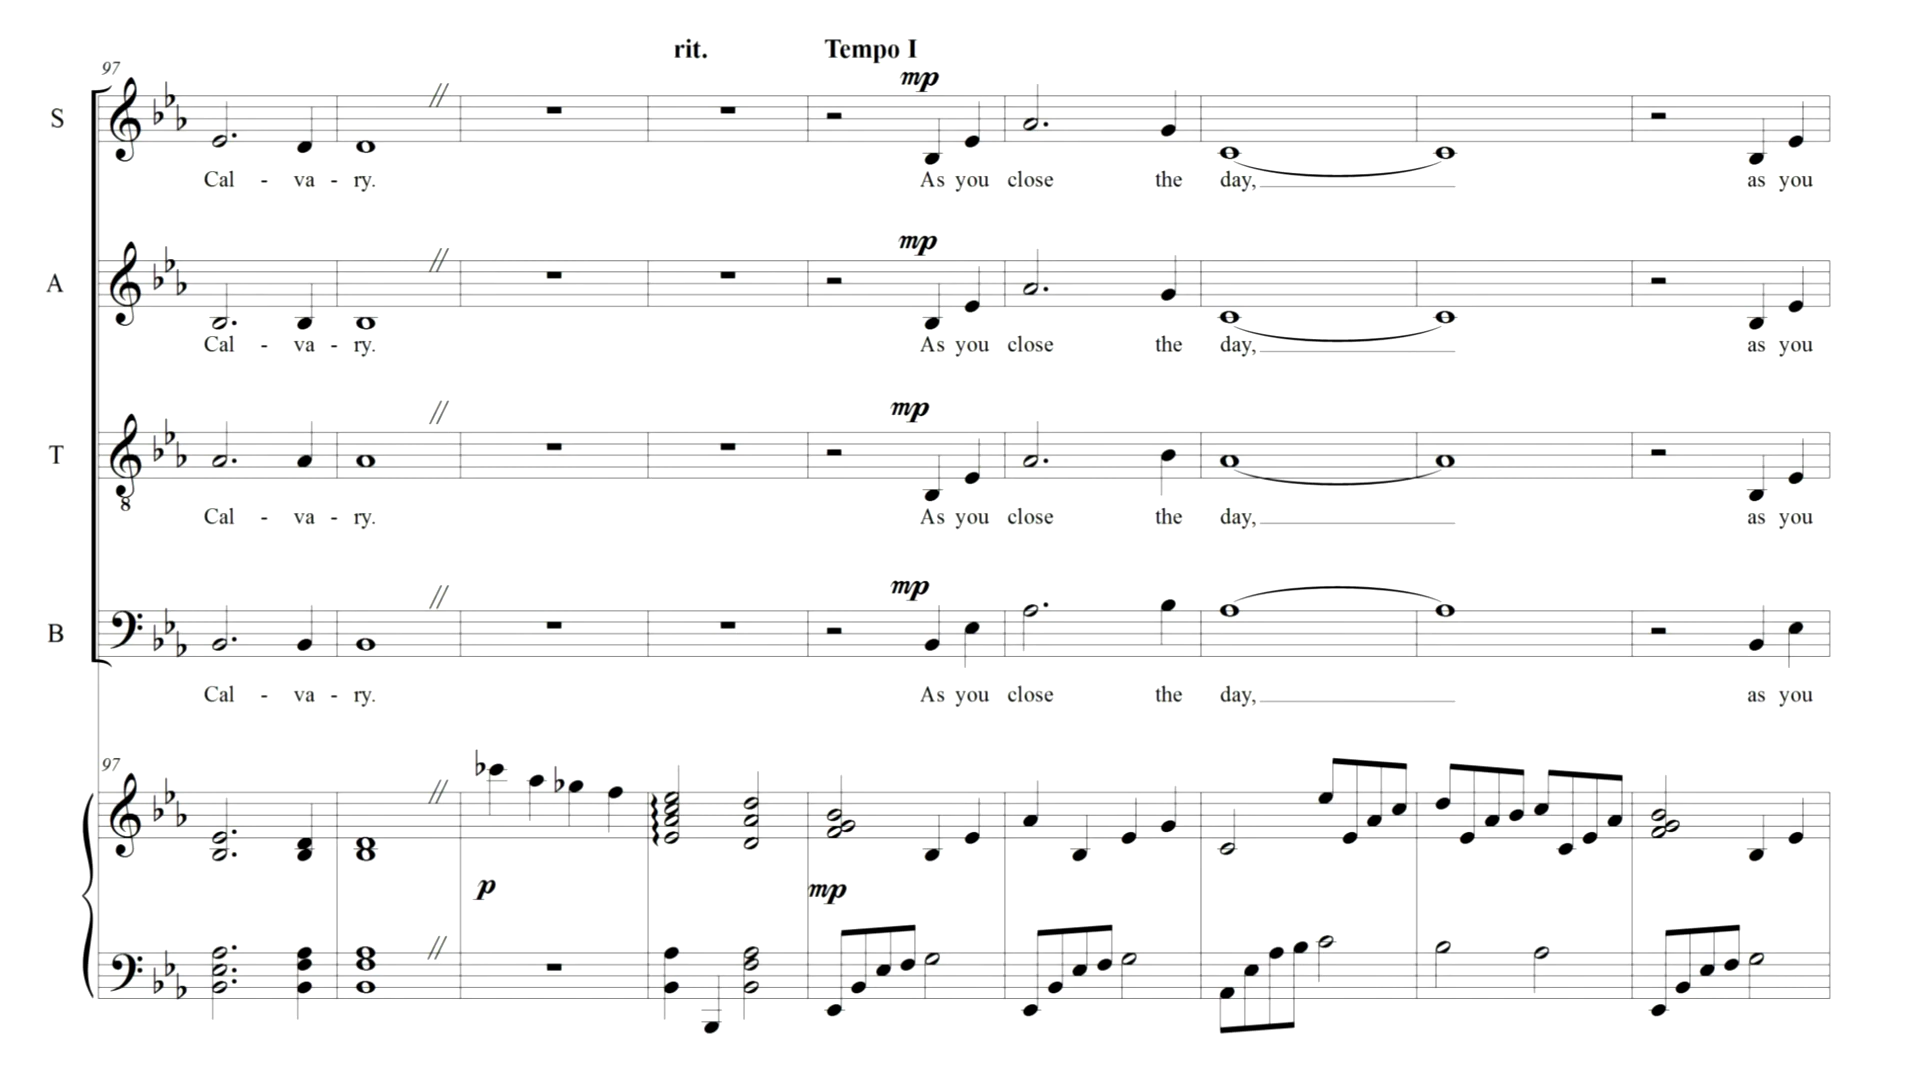 rit. Tempo I
97
mp
S
Cal - va - ry. As you close the day, as you
mp
A
Cal - va - ry. As you close the day, as you
mp
T
8
Cal - va - ry. As you close the day, as you
mp
B
Cal - va - ry. As you close the day, as you
97
p mp